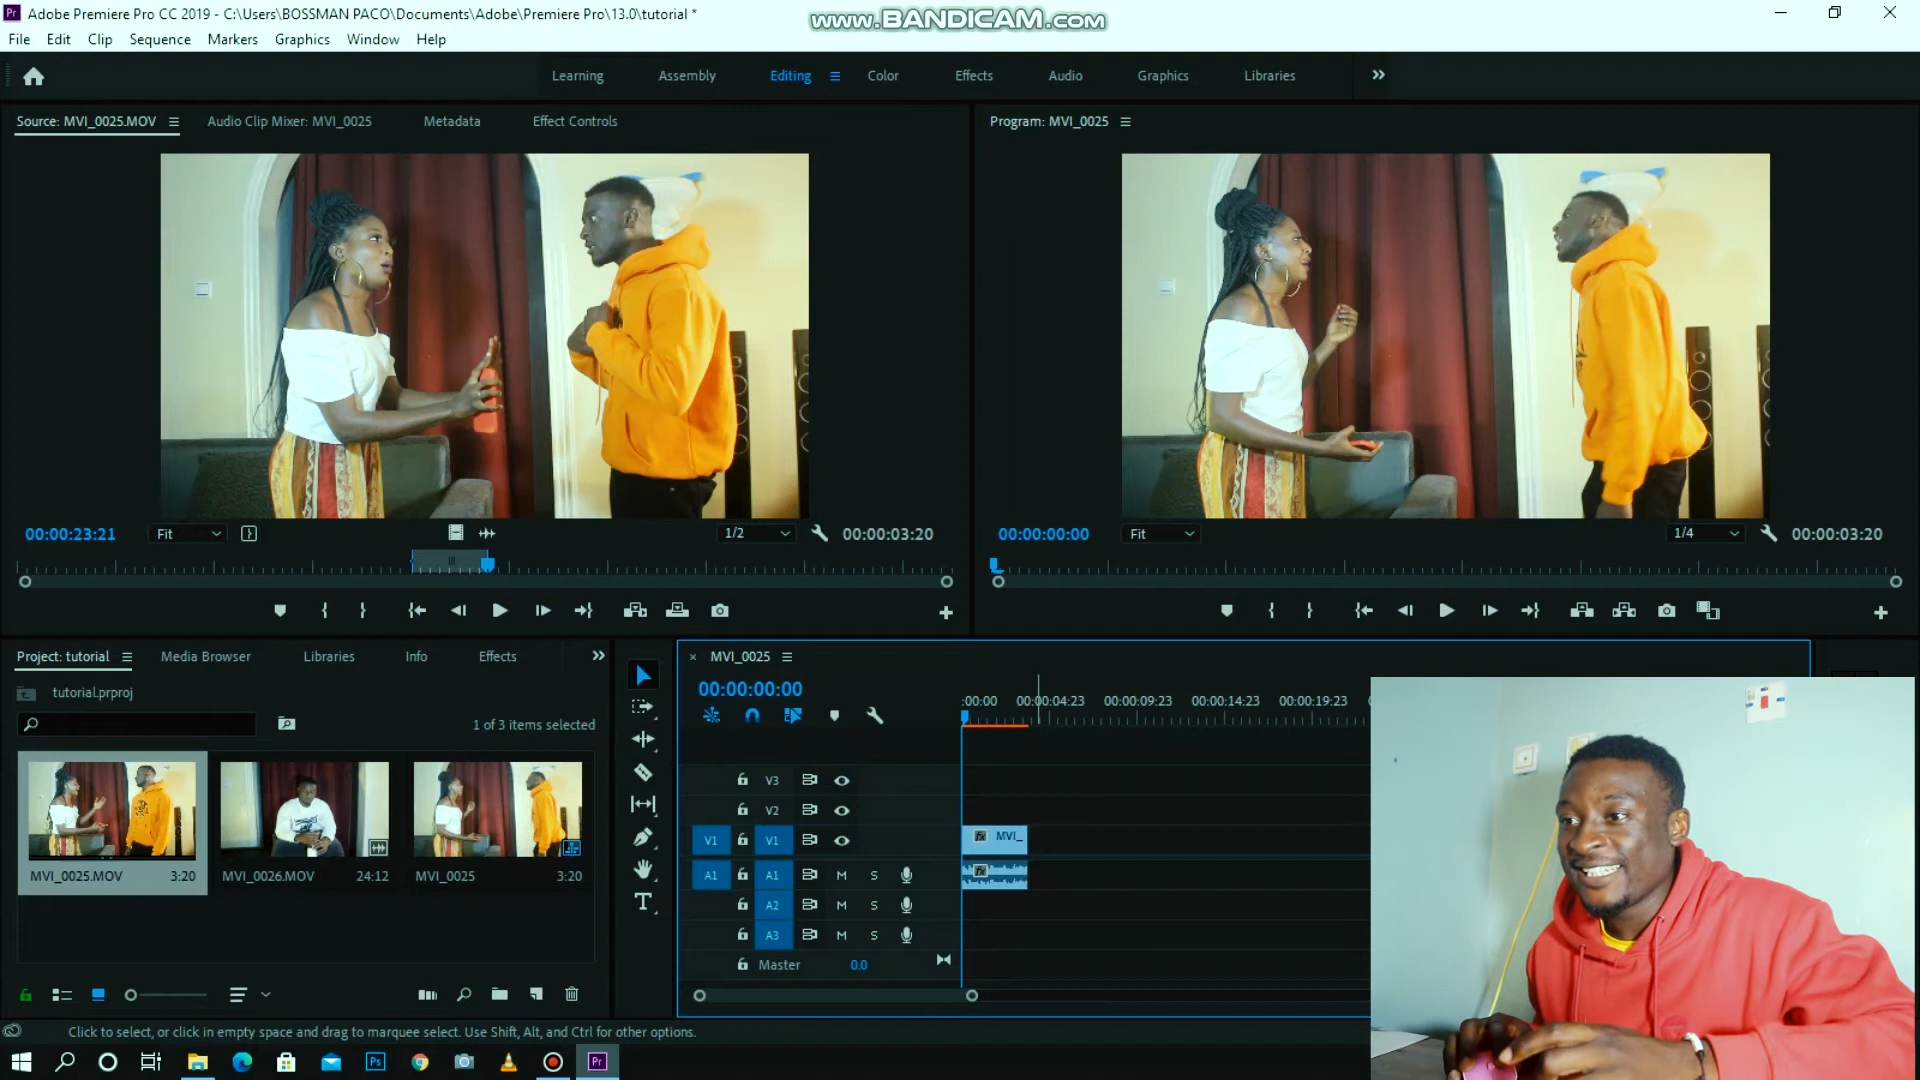 Pr Adobe Premiere Pro CC 2019 - C:\Users\BOSSMAN PACO\Documents\Adobe\Premiere Pro\13.0\tutorial *
www.BANDICAM.com
File Edit Clip Sequence Markers Graphics Window Help
Learning Assembly Editing Color Effects Audio Graphics Libraries
Source: MVI_0025.MOV Audio Clip Mixer: MVI_0025 Metadata Effect Controls
Program: MVI_0025
00:00:23:21 Fit 1/2 00:00:03:20
00:00:00:00 Fit 1/4 00:00:03:20
Project: tutorial Media Browser Libraries Info Effects
tutorial.prproj
1 of 3 items selected
MVI_0025.MOV 3:20
MVI_0026.MOV 24:12
MVI_0025 3:20
× MVI_0025
00:00:00:00
:00:00 00:00:04:23 00:00:09:23 00:00:14:23 00:00:19:23
V3
V2
V1 V1 fx MVI_
A1 A1 M S fx
A2 M S
A3 M S
Master 0.0
T
Click to select, or click in empty space and drag to marquee select. Use Shift, Alt, and Ctrl for other options.
Ps Pr